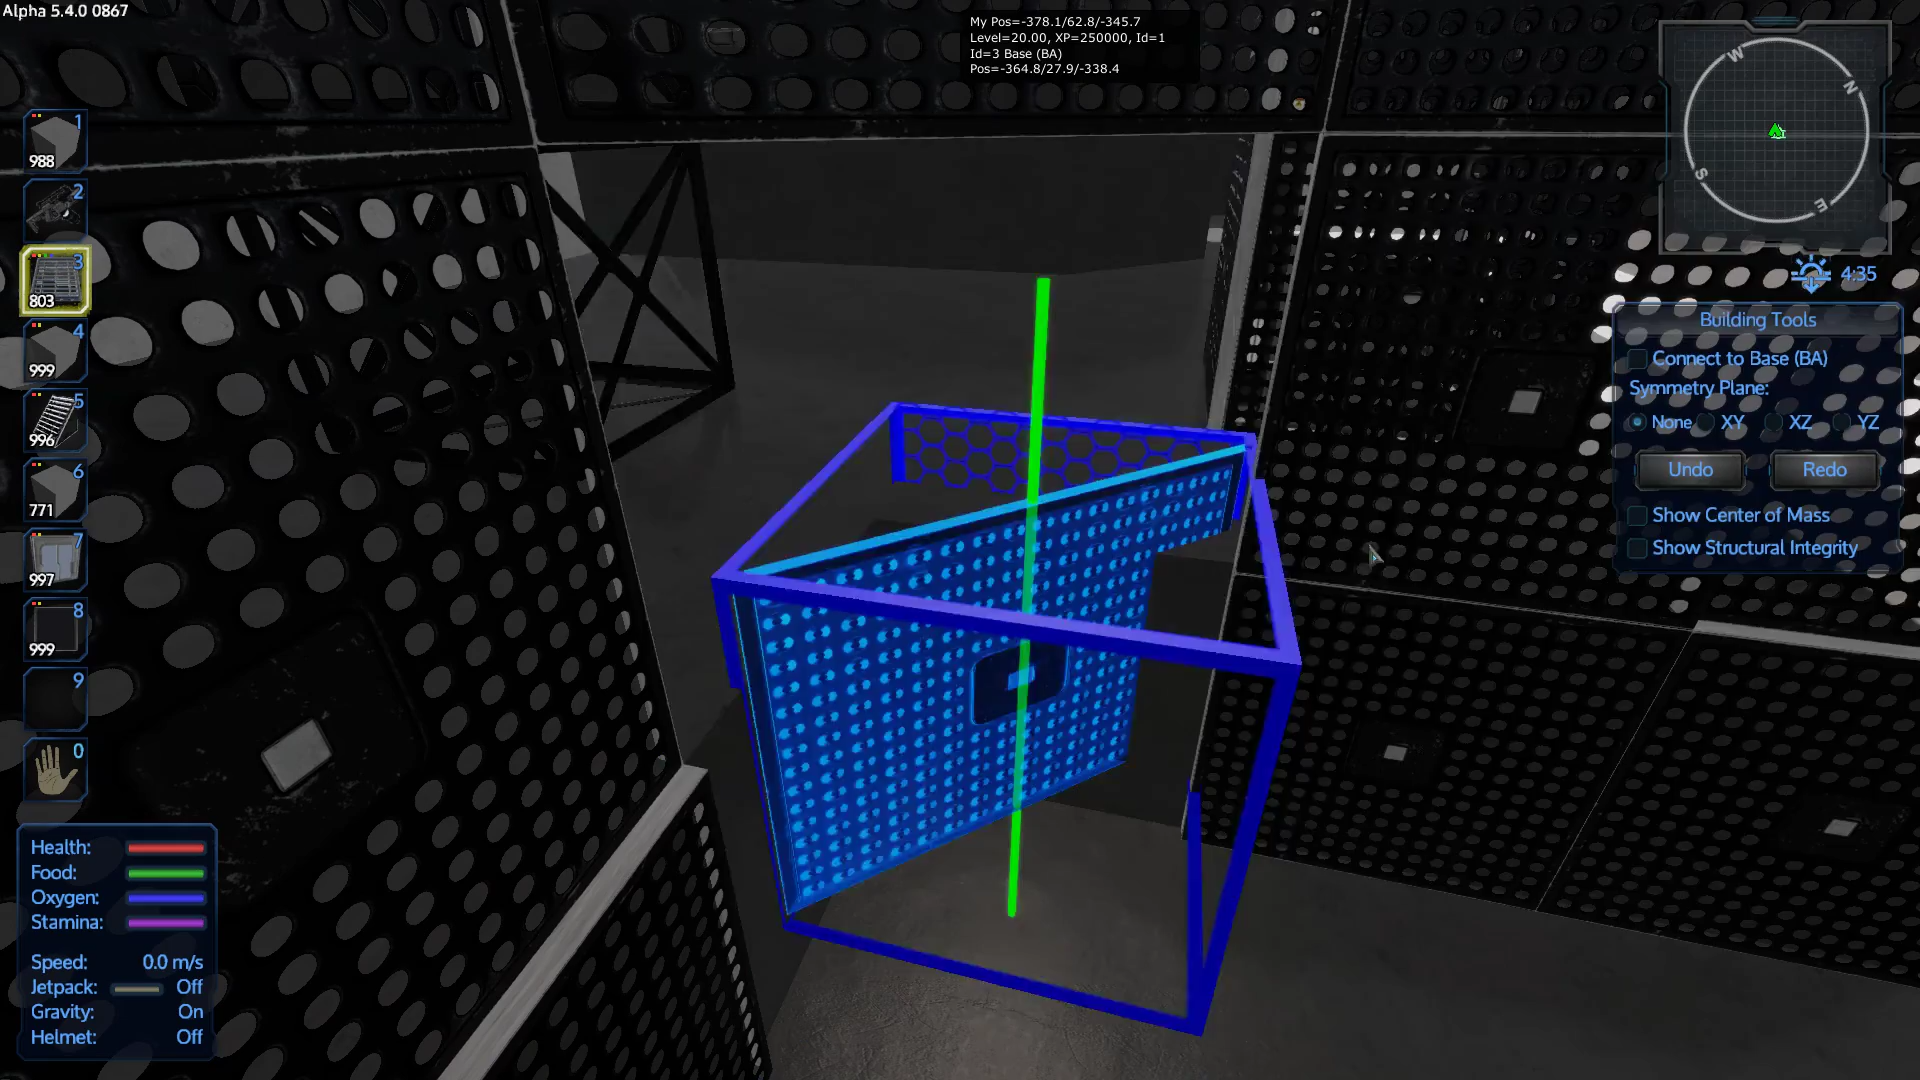 Alpha 5.4.0 0867
My Pos=-378.1/62.8/-345.7
Level=20.00, XP=250000, Id=1
Id=3 Base (BA)
Pos=-364.8/27.9/-338.4
W
N
S
E
4:35
1
988
2
3
803
4
999
5
996
6
771
7
997
8
999
9
0
Building Tools
Connect to Base (BA)
Symmetry Plane:
None XY XZ YZ
Undo Redo
Show Center of Mass
Show Structural Integrity
Health:
Food:
Oxygen:
Stamina:
Speed: 0.0 m/s
Jetpack: Off
Gravity: On
Helmet: Off